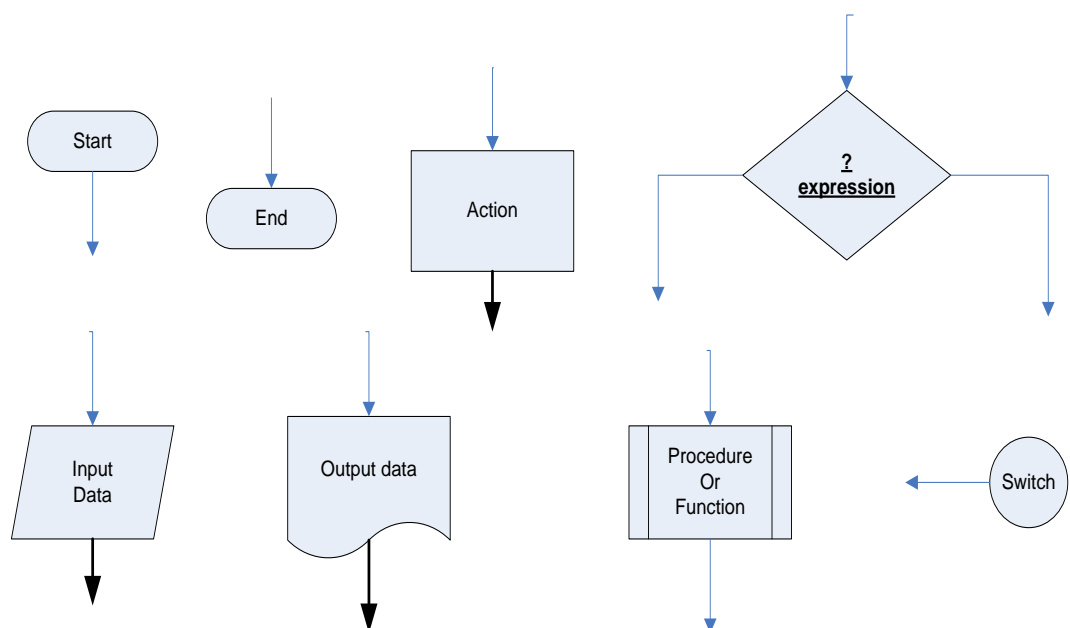 Start
End
Action
?
expression
Input
Data
Output data
Procedure
Or
Function
Switch